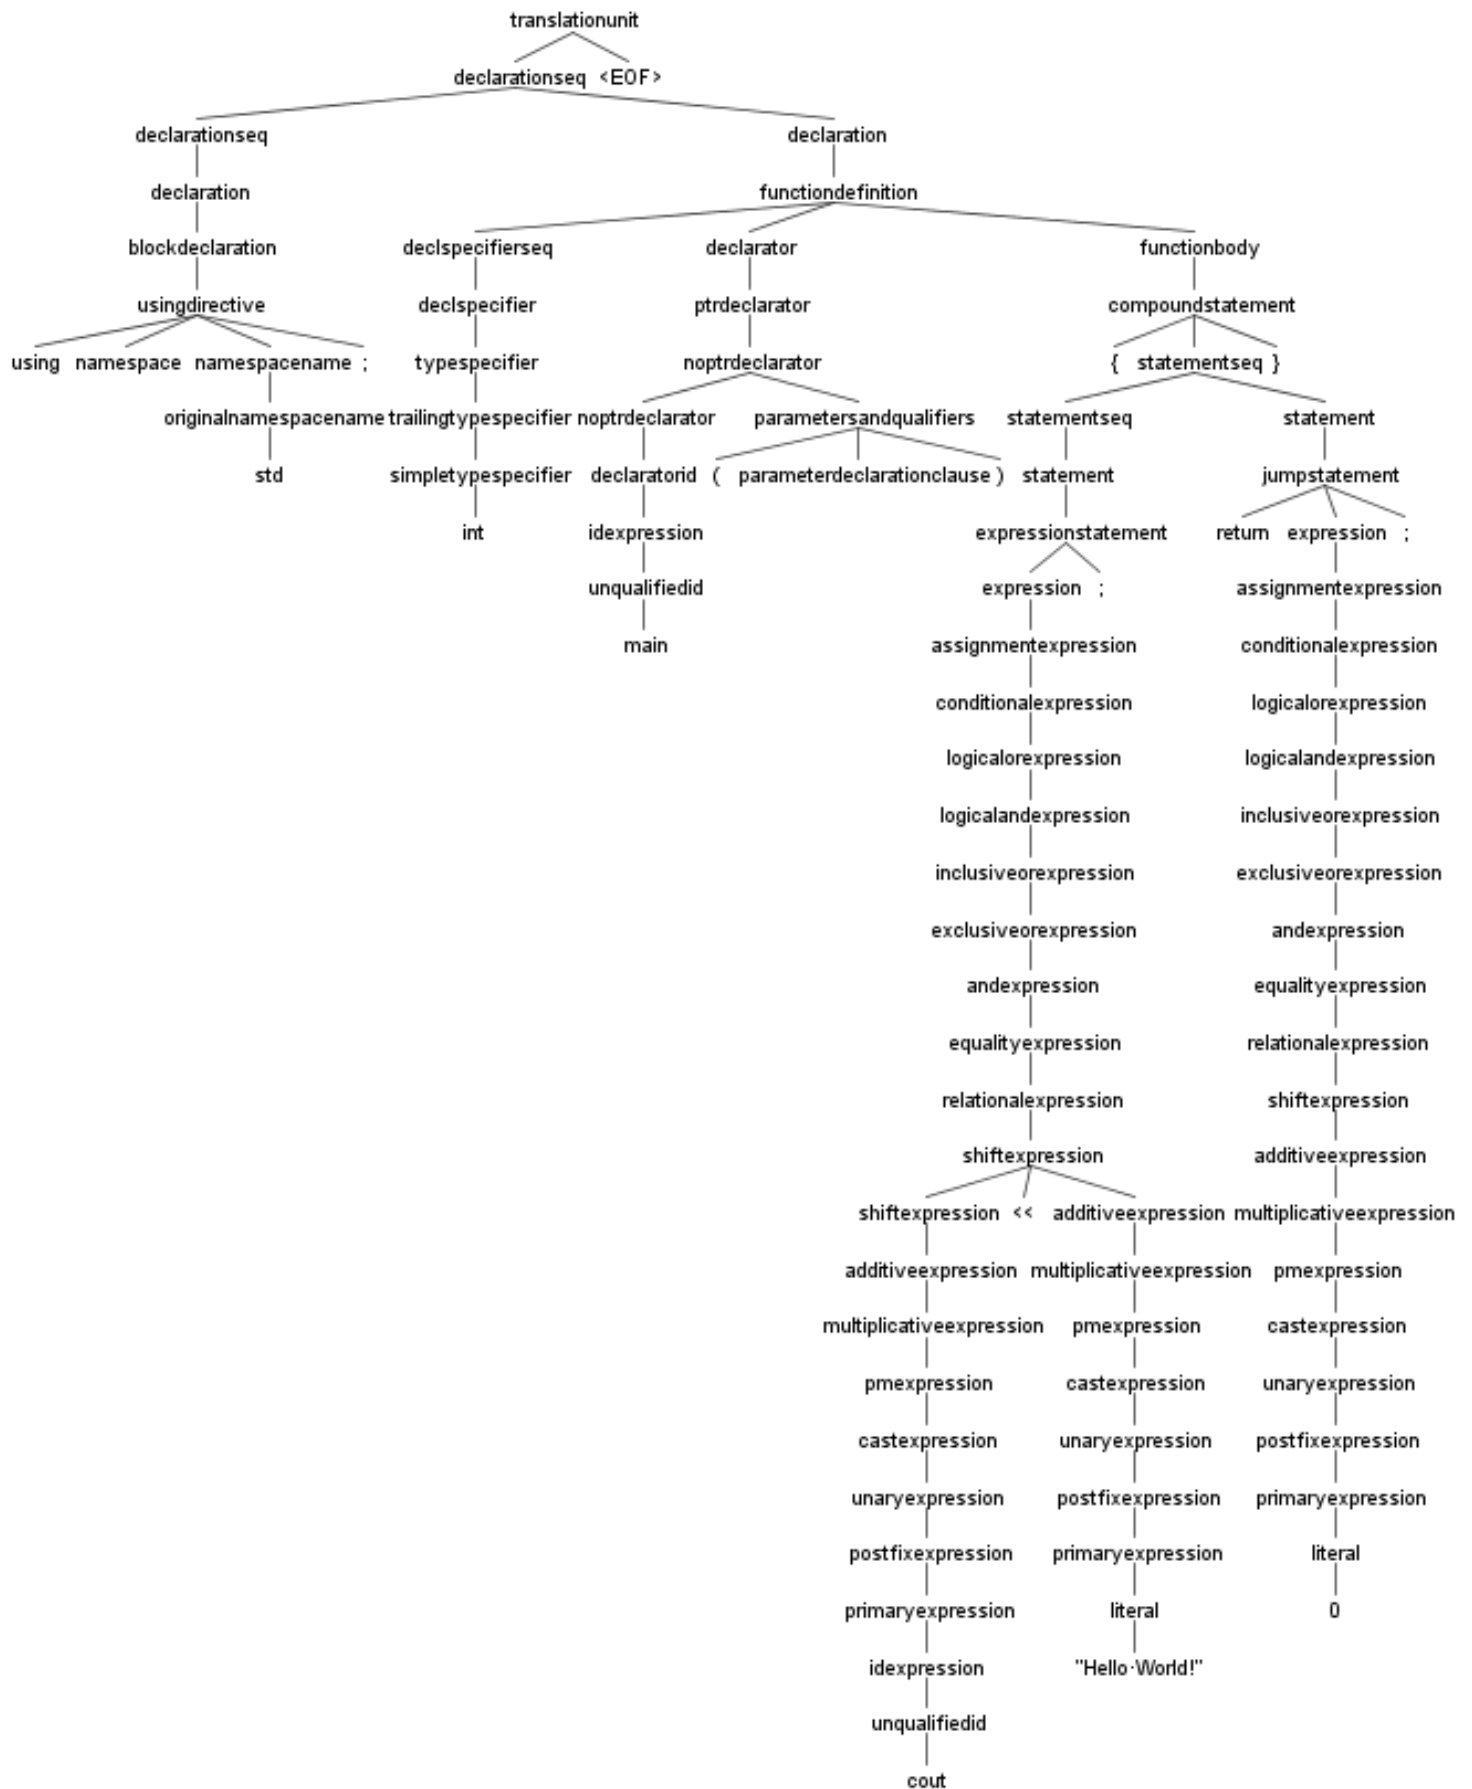 translationunit
declarationseq <EOF>
declarationseq declaration
declaration functiondefinition
blockdeclaration declspecifierseq declarator functionbody
usingdirective declspecifier ptrdeclarator compoundstatement
using namespace namespacename ; typespecifier noptrdeclarator { statementseq }
originalnamespacename trailingtypespecifier noptrdeclarator parametersandqualifiers statementseq statement
std simpletypespecifier declaratorid ( parameterdeclarationclause ) statement jumpstatement
int idexpression expressionstatement return expression ;
unqualifiedid expression ; assignmentexpression
main assignmentexpression conditionalexpression
conditionalexpression logicalorexpression
logicalorexpression logicalandexpression
logicalandexpression inclusiveorexpression
inclusiveorexpression exclusiveorexpression
exclusiveorexpression andexpression
andexpression equalityexpression
equalityexpression relationalexpression
relationalexpression shiftexpression
shiftexpression additiveexpression
shiftexpression << additiveexpression multiplicativeexpression
additiveexpression multiplicativeexpression pmexpression
multiplicativeexpression pmexpression castexpression
pmexpression castexpression unaryexpression
castexpression unaryexpression postfixexpression
unaryexpression postfixexpression primaryexpression
postfixexpression primaryexpression literal
primaryexpression literal 0
idexpression "Hello·World!"
unqualifiedid
cout